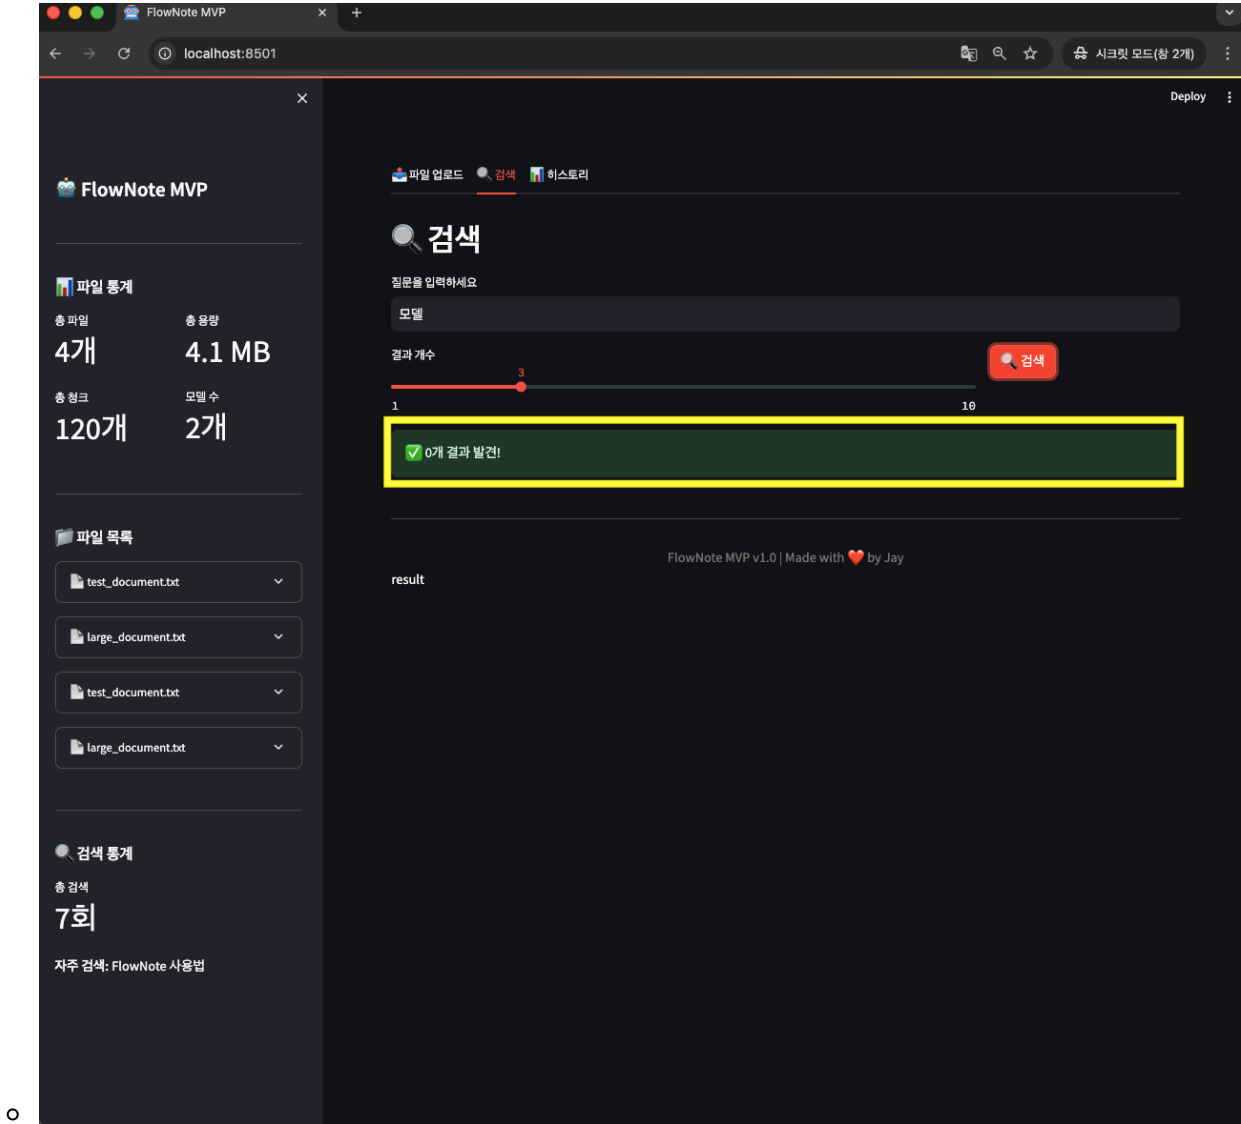 FlowNote MVP
localhost:8501
시크릿 모드(창 2개)
Deploy
FlowNote MVP
파일 통계
총 파일
총 용량
4개
4.1 MB
총 청크
모델 수
120개
2개
파일 목록
test_document.txt
large_document.txt
test_document.txt
large_document.txt
검색 통계
총 검색
7회
자주 검색: FlowNote 사용법
파일 업로드
검색
히스토리
검색
질문을 입력하세요
모델
결과 개수
3
1
10
검색
0개 결과 발견!
FlowNote MVP v1.0 | Made with ❤️ by Jay
result